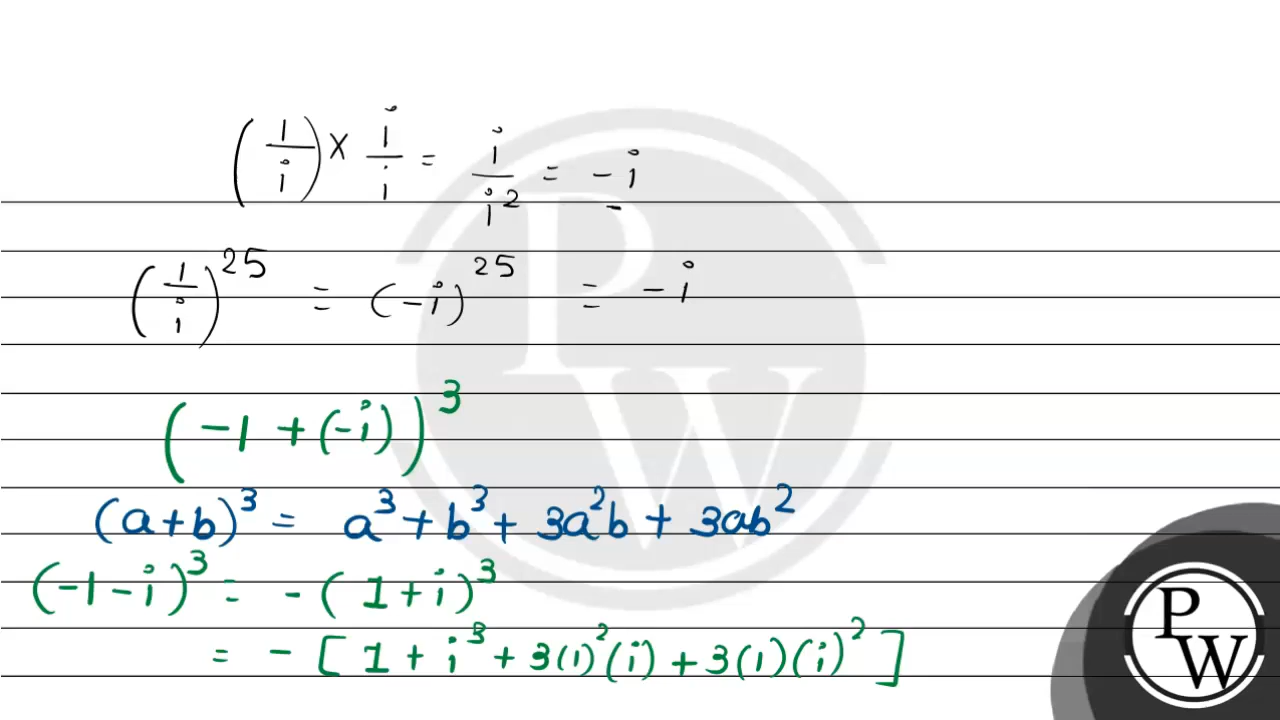 (1/i) × i/i = i/i² = -i
(1/i)²⁵ = (-i)²⁵ = -i
(-1 + (-i))³
(a+b)³ = a³ + b³ + 3a²b + 3ab²
(-1-i)³ = -(1+i)³
= -[1 + i³ + 3(1)²(i) + 3(1)(i)²]
PW
PW